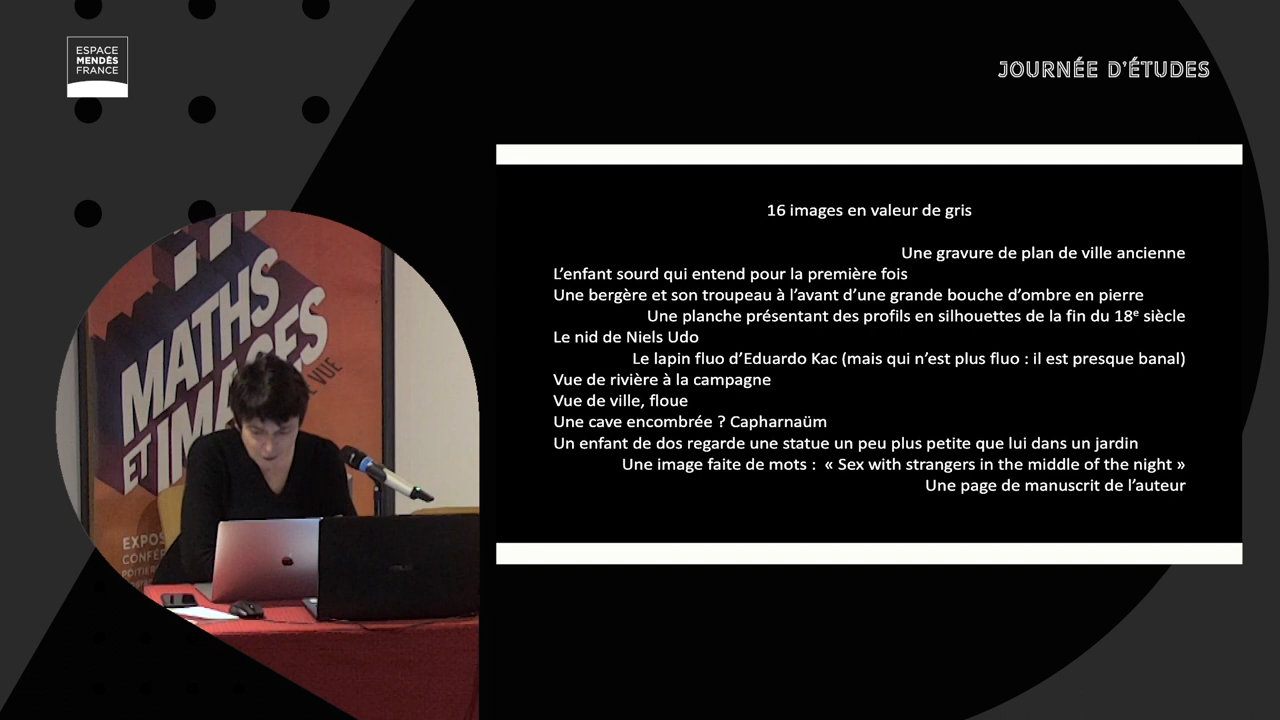 ESPACE
MENDÈS
FRANCE
JOURNÉE D'ÉTUDES
16 images en valeur de gris
Une gravure de plan de ville ancienne
L’enfant sourd qui entend pour la première fois
Une bergère et son troupeau à l’avant d’une grande bouche d’ombre en pierre
Une planche présentant des profils en silhouettes de la fin du 18e siècle
Le nid de Niels Udo
Le lapin fluo d’Eduardo Kac (mais qui n’est plus fluo : il est presque banal)
Vue de rivière à la campagne
Vue de ville, floue
Une cave encombrée ? Capharnaüm
Un enfant de dos regarde une statue un peu plus petite que lui dans un jardin
Une image faite de mots : « Sex with strangers in the middle of the night »
Une page de manuscrit de l’auteur
MATHS
ET IMAGES
VUE
EXPOS
CONFÉ
POITIER